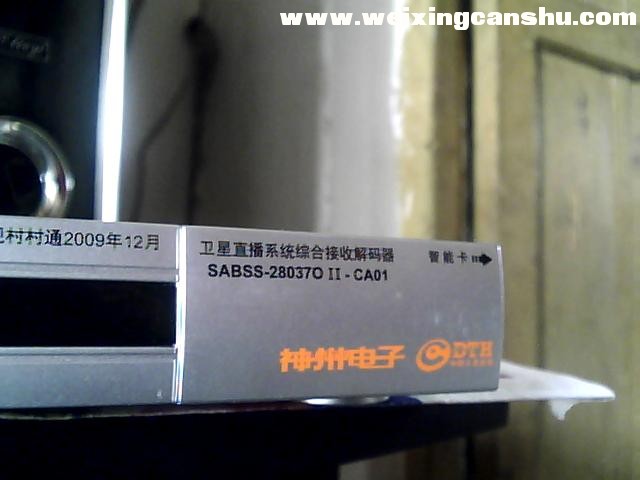 www.weixingcanshu.com
村村通2009年12月
卫星直播系统综合接收解码器
智能卡
SABSS-28037O II-CA01
神州电子
DTH